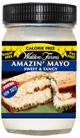 CALORIE FREE
Walden
Farms
AMAZIN' MAYO
SWEET & TANGY